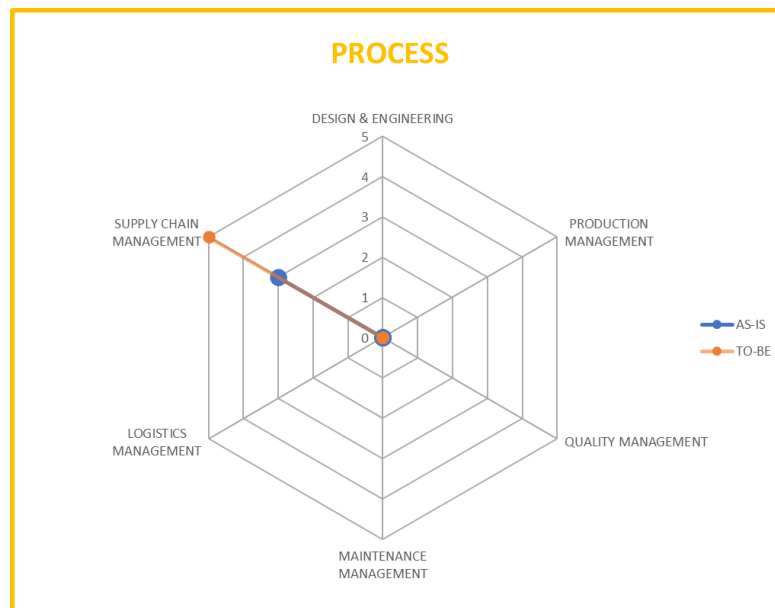 PROCESS
DESIGN & ENGINEERING
5
4
3
2
1
0
SUPPLY CHAIN
MANAGEMENT
PRODUCTION
MANAGEMENT
AS-IS
TO-BE
LOGISTICS
MANAGEMENT
QUALITY MANAGEMENT
MAINTENANCE
MANAGEMENT